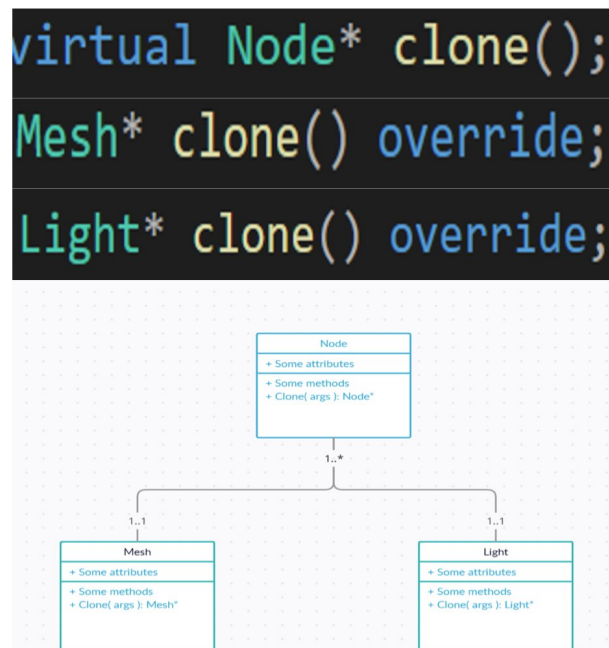 virtual Node* clone();
Mesh* clone() override;
Light* clone() override;
Node
+ Some attributes
+ Some methods
+ Clone( args ): Node*
1..*
1..1
1..1
Mesh
+ Some attributes
+ Some methods
+ Clone( args ): Mesh*
Light
+ Some attributes
+ Some methods
+ Clone( args ): Light*